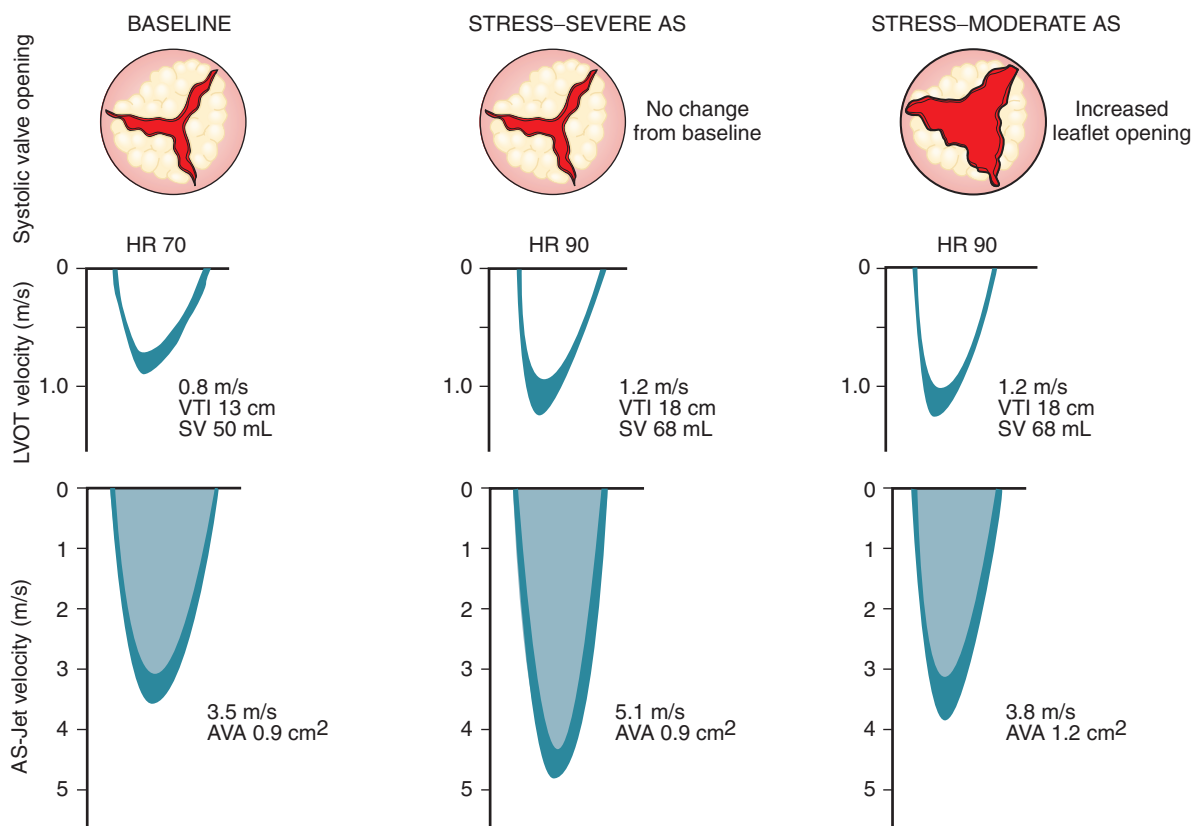 BASELINE
STRESS–SEVERE AS
STRESS–MODERATE AS
Systolic valve opening
No change
from baseline
Increased
leaflet opening
HR 70
HR 90
HR 90
LVOT velocity (m/s)
0
1.0
0.8 m/s
VTI 13 cm
SV 50 mL
0
1.0
1.2 m/s
VTI 18 cm
SV 68 mL
0
1.0
1.2 m/s
VTI 18 cm
SV 68 mL
AS-Jet velocity (m/s)
0
1
2
3
4
5
3.5 m/s
AVA 0.9 cm2
0
1
2
3
4
5
5.1 m/s
AVA 0.9 cm2
0
1
2
3
4
5
3.8 m/s
AVA 1.2 cm2